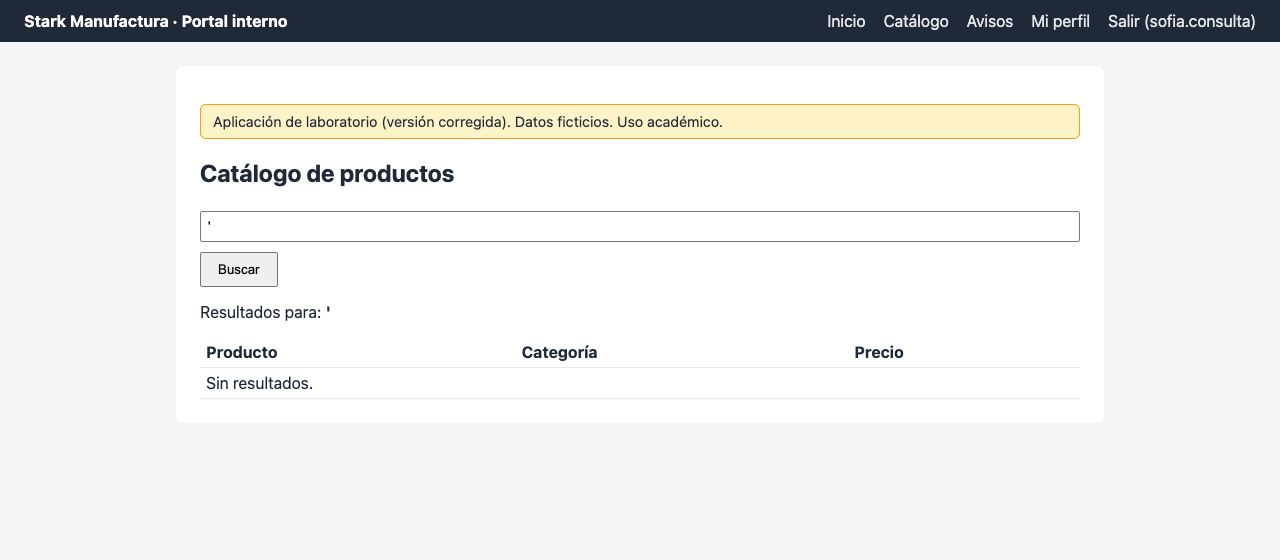 Stark Manufactura · Portal interno
Inicio Catálogo Avisos Mi perfil Salir (sofia.consulta)
Aplicación de laboratorio (versión corregida). Datos ficticios. Uso académico.
Catálogo de productos
'
Buscar
Resultados para: '
Producto Categoría Precio
Sin resultados.